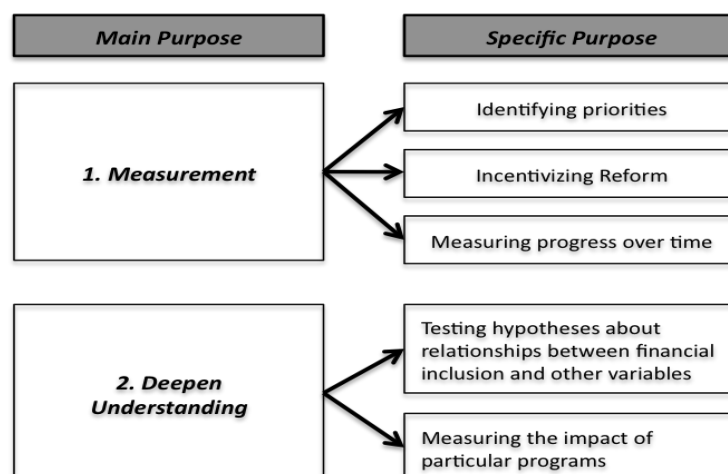 Main Purpose
Specific Purpose
1. Measurement
Identifying priorities
Incentivizing Reform
Measuring progress over time
2. Deepen
Understanding
Testing hypotheses about
relationships between financial
inclusion and other variables
Measuring the impact of
particular programs